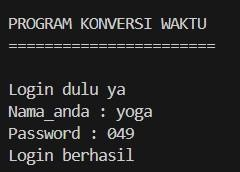 PROGRAM KONVERSI WAKTU
=======================
Login dulu ya
Nama_anda : yoga
Password : 049
Login berhasil